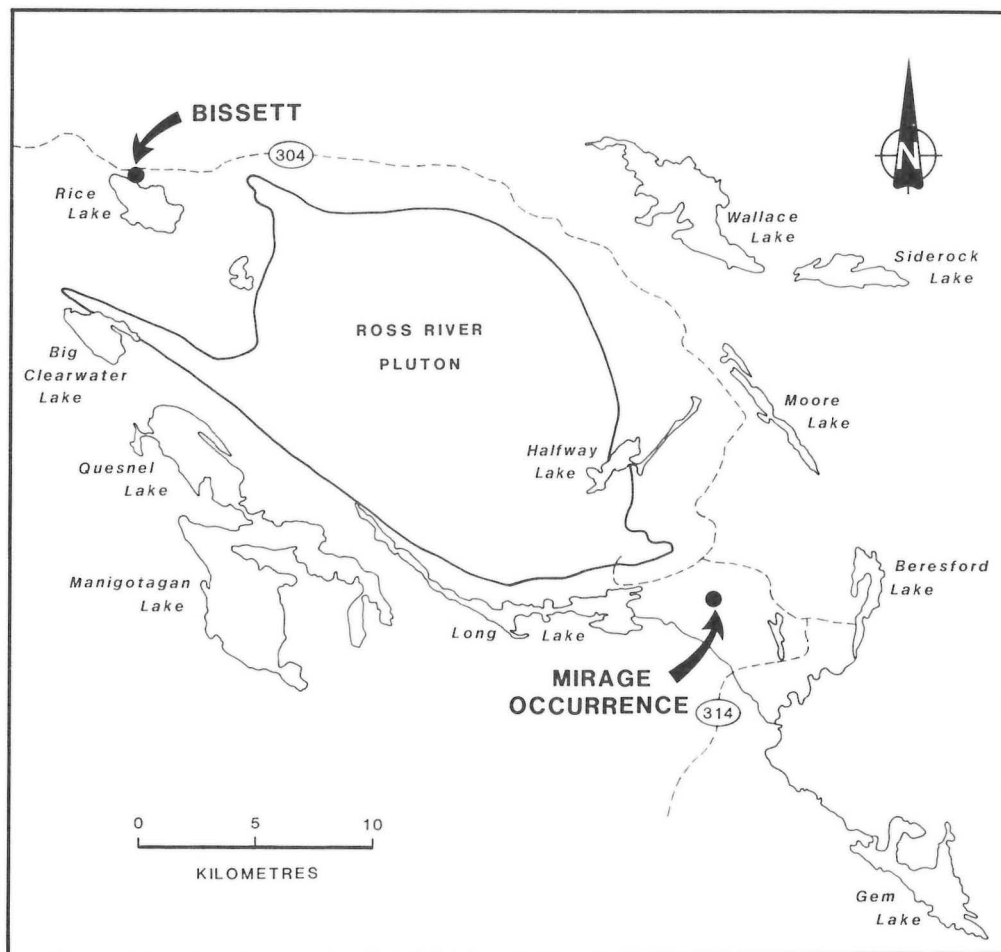 BISSETT
304
N
Rice
Lake
Wallace
Lake
Siderock
Lake
ROSS RIVER
PLUTON
Big
Clearwater
Lake
Moore
Lake
Halfway
Lake
Quesnel
Lake
Beresford
Lake
Manigotagan
Lake
Long Lake
MIRAGE
OCCURRENCE
314
0 5 10
KILOMETRES
Gem
Lake